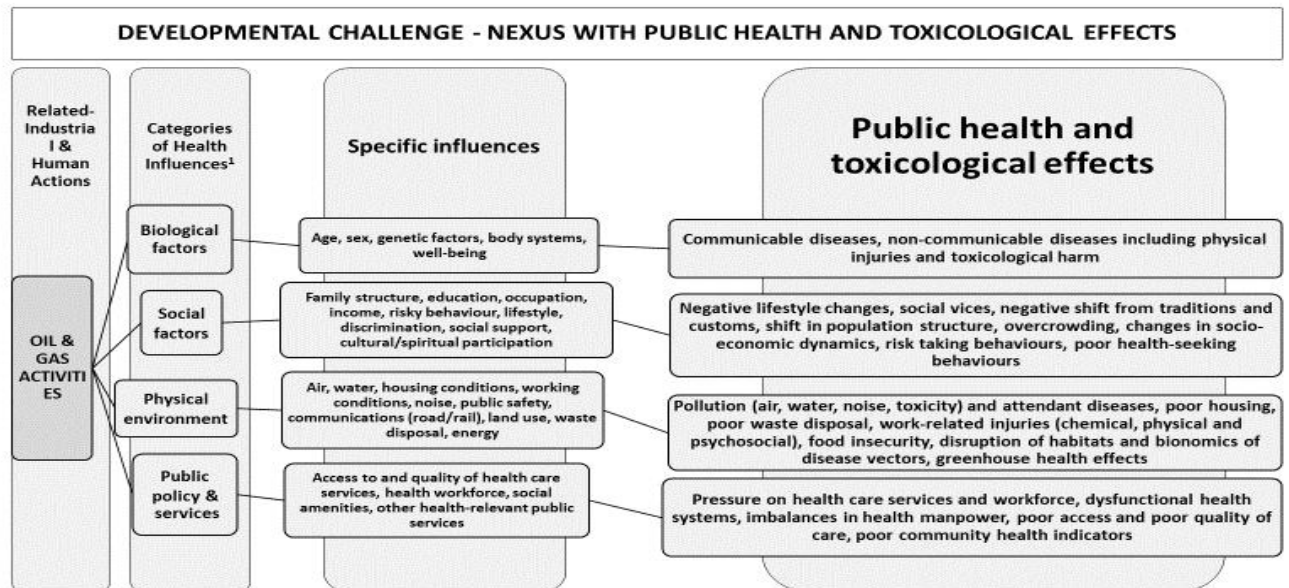 DEVELOPMENTAL CHALLENGE - NEXUS WITH PUBLIC HEALTH AND TOXICOLOGICAL EFFECTS
Related-
Industria
l &
Human
Actions
Categories
of Health
Influences¹
Specific influences
Public health and
toxicological effects
OIL &
GAS
ACTIVITI
ES
Biological
factors
Age, sex, genetic factors, body systems,
well-being
Communicable diseases, non-communicable diseases including physical
injuries and toxicological harm
Social
factors
Family structure, education, occupation,
income, risky behaviour, lifestyle,
discrimination, social support,
cultural/spiritual participation
Negative lifestyle changes, social vices, negative shift from traditions and
customs, shift in population structure, overcrowding, changes in socio-
economic dynamics, risk taking behaviours, poor health-seeking
behaviours
Physical
environment
Air, water, housing conditions, working
conditions, noise, public safety,
communications (road/rail), land use, waste
disposal, energy
Pollution (air, water, noise, toxicity) and attendant diseases, poor housing,
poor waste disposal, work-related injuries (chemical, physical and
psychosocial), food insecurity, disruption of habitats and bionomics of
disease vectors, greenhouse health effects
Public
policy &
services
Access to and quality of health care
services, health workforce, social
amenities, other health-relevant public
services
Pressure on health care services and workforce, dysfunctional health
systems, imbalances in health manpower, poor access and poor quality of
care, poor community health indicators